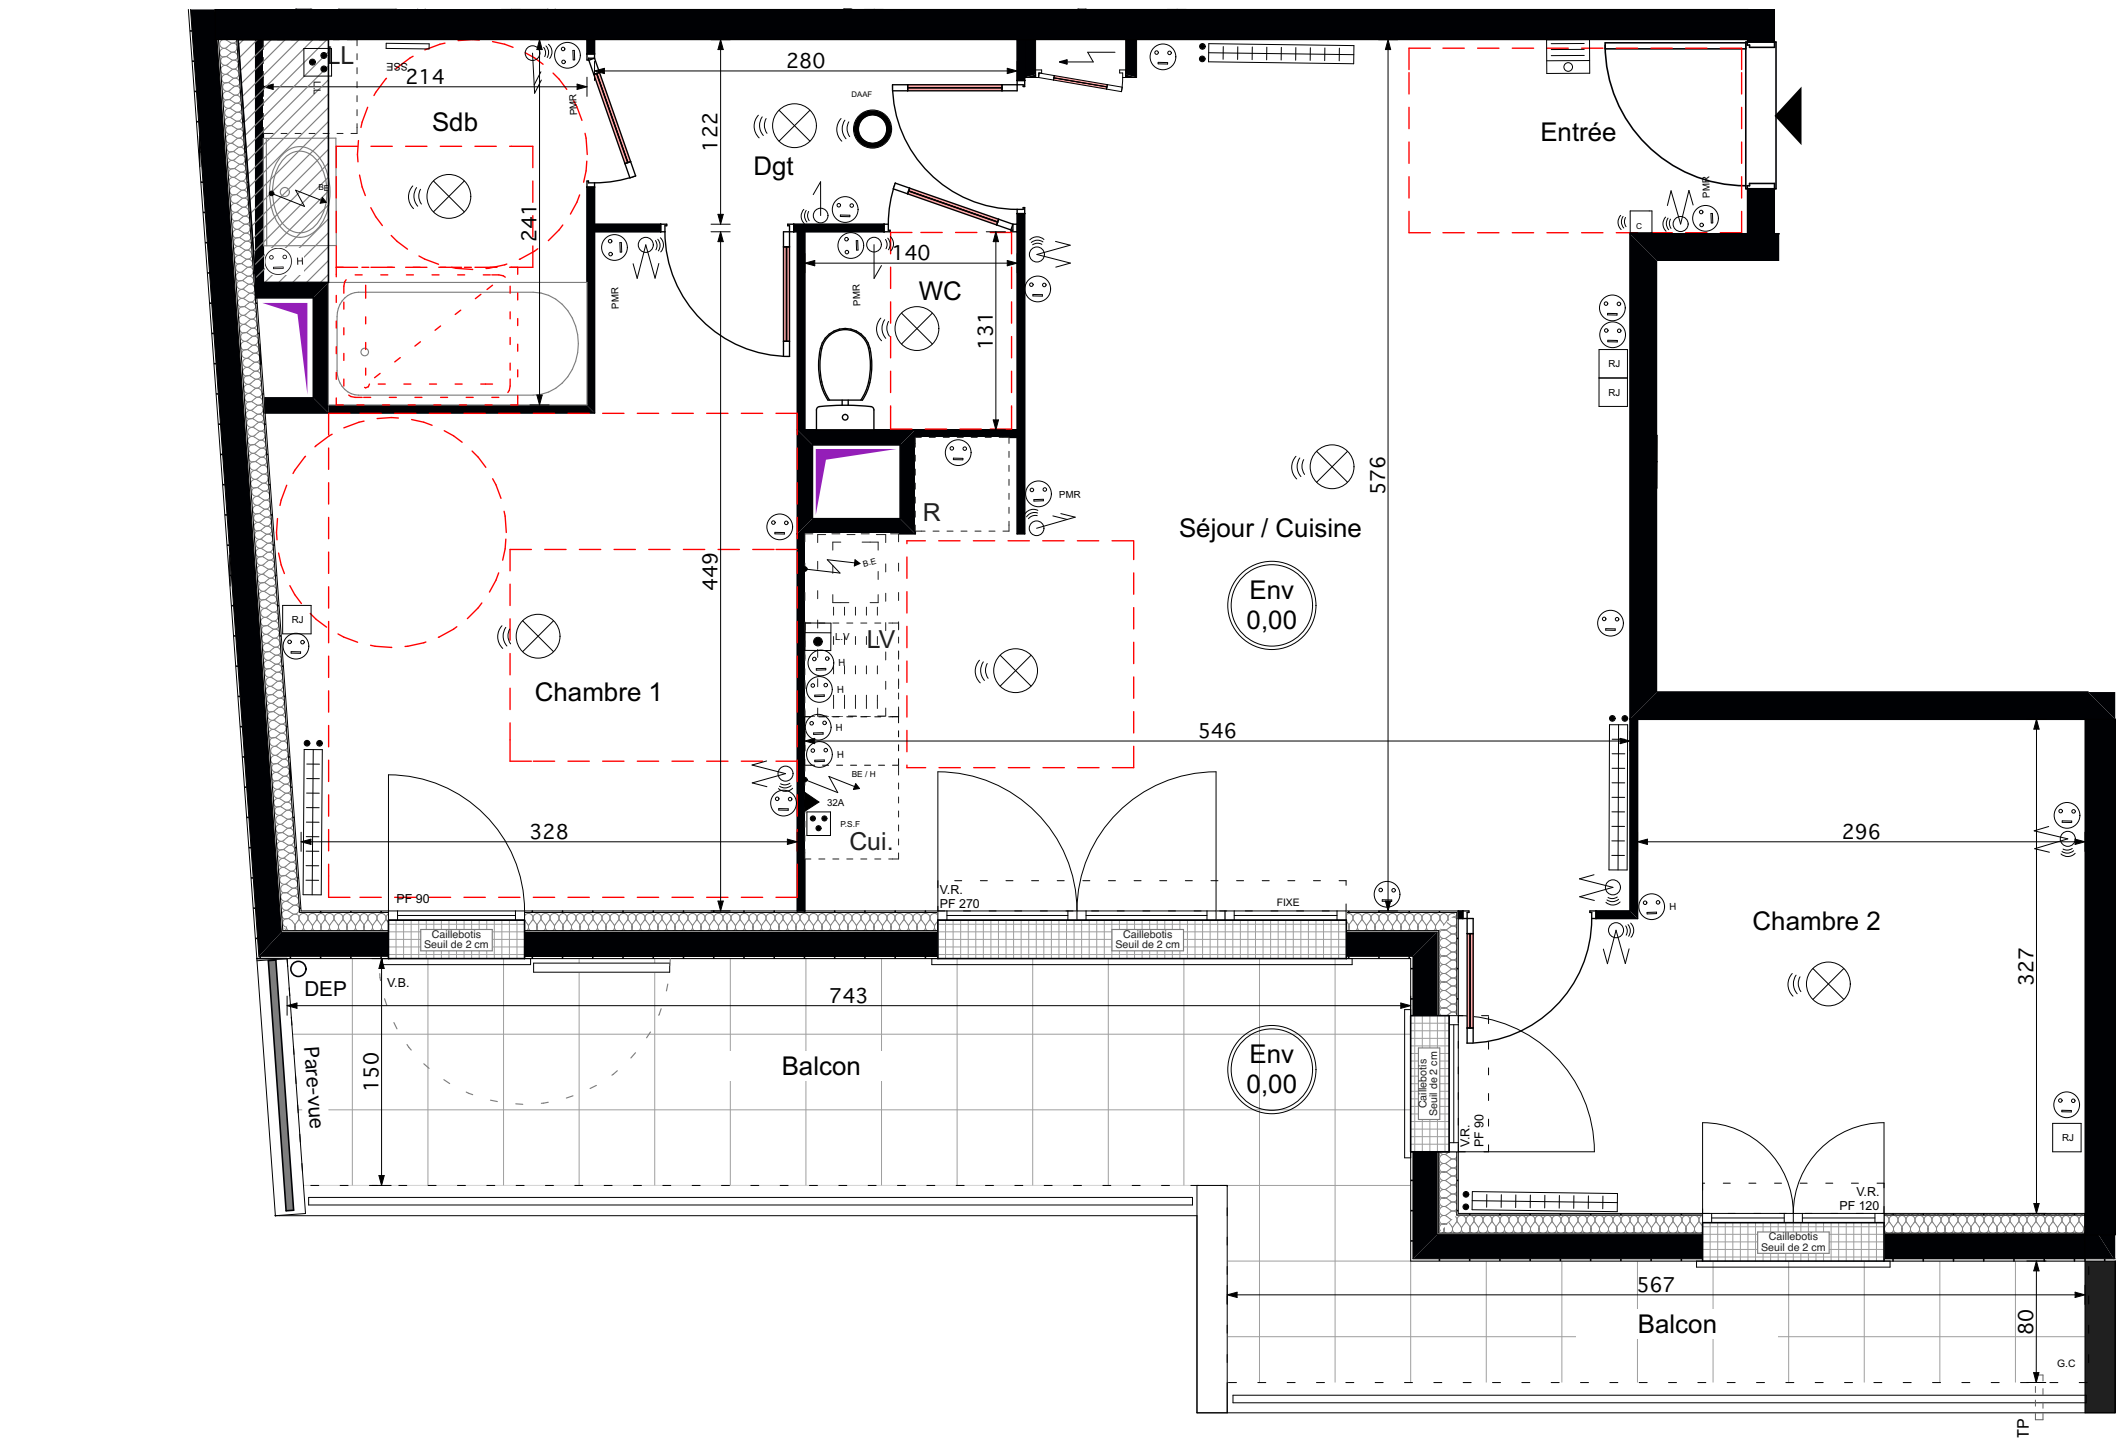 LL
SSE
214
L.L
PMR
Sdb
BE
241
H
280
122
DAAF
Dgt
Entrée
PMR
C
PMR
140
WC
PMR
131
RJ
RJ
576
R
PMR
Séjour / Cuisine
Env
0,00
B.E
449
RJ
L.V
LV
H
H
H
H
Chambre 1
546
BE / H
32A
P.S.F
Cui.
328
296
PF 90
V.R.
PF 270
FIXE
H
Chambre 2
Caillebotis
Seuil de 2 cm
Caillebotis
Seuil de 2 cm
327
DEP
V.B.
743
Pare-vue
150
Balcon
Env
0,00
Caillebotis
Seuil de 2 cm
V.R.
PF 90
RJ
V.R.
PF 120
Caillebotis
Seuil de 2 cm
567
Balcon
80
G.C
TP